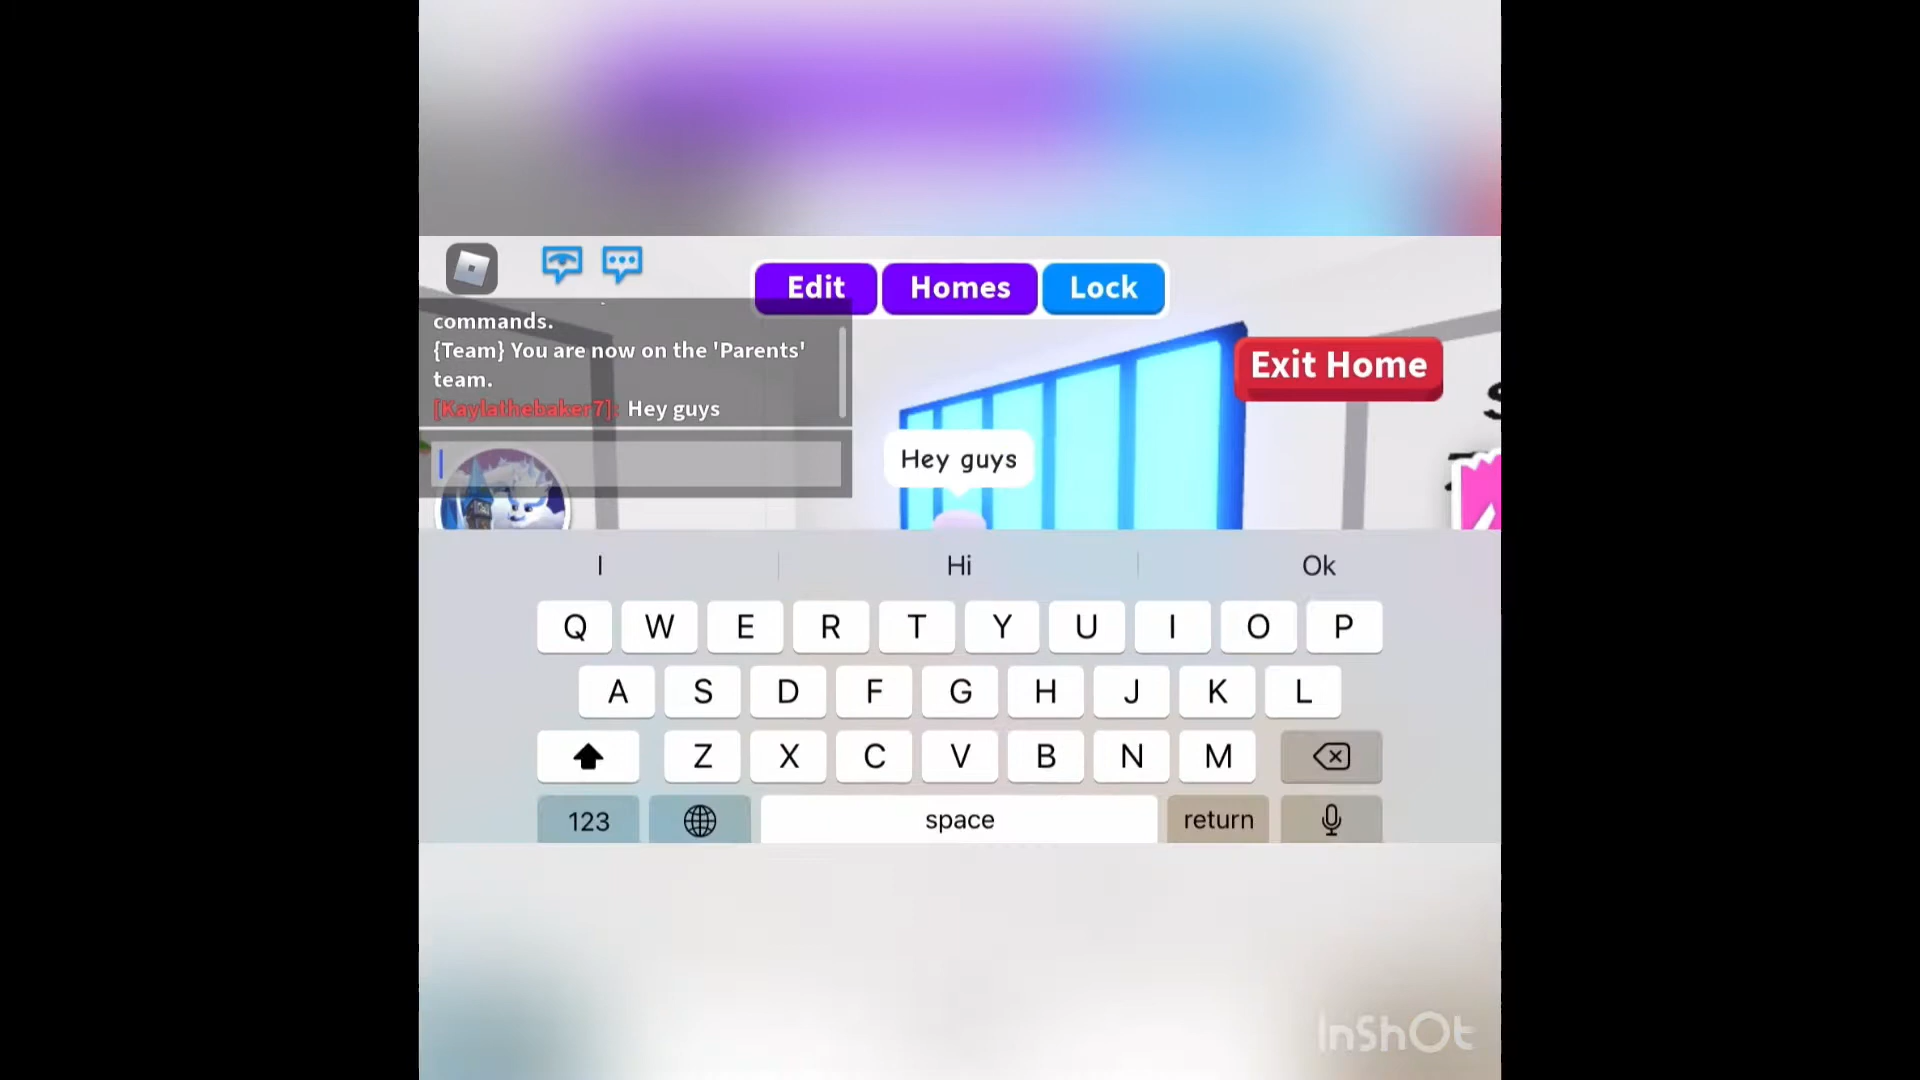 Edit
Homes
Lock
commands.
{Team} You are now on the 'Parents'
team.
[Kaylathebaker7]: Hey guys
Exit Home
Hey guys
I
Hi
Ok
Q W E R T Y U I O P
A S D F G H J K L
Z X C V B N M
123
space
return
InShOt